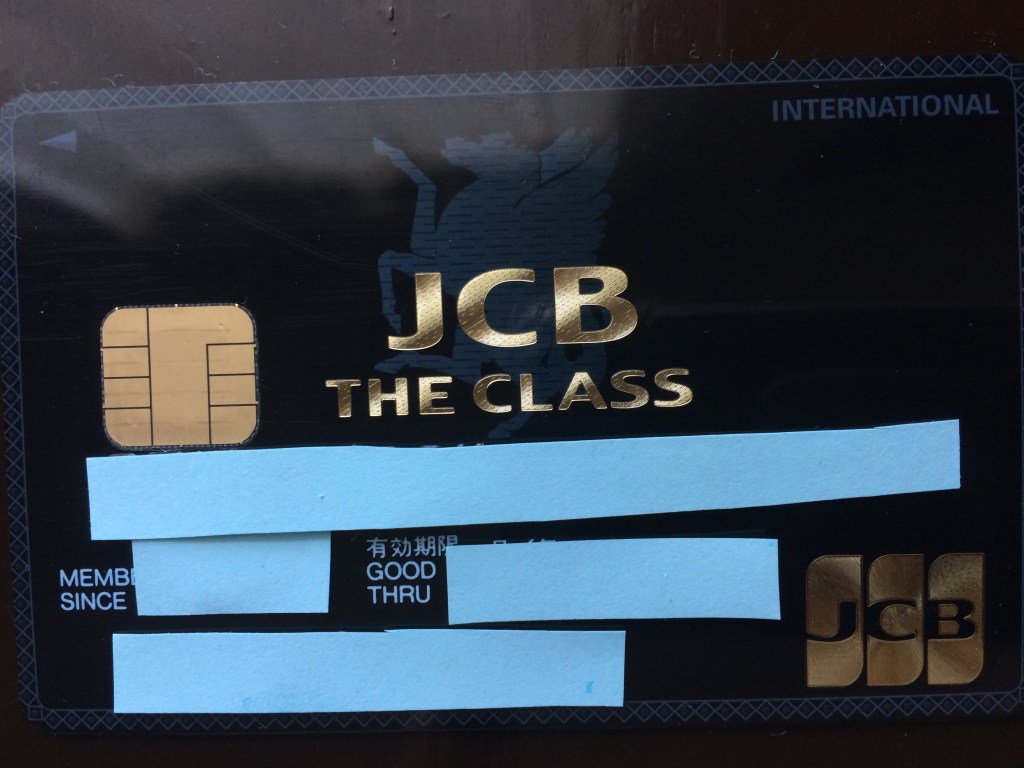 INTERNATIONAL
JCB
THE CLASS
有効期限
MEMBE
SINCE
GOOD
THRU
JCB